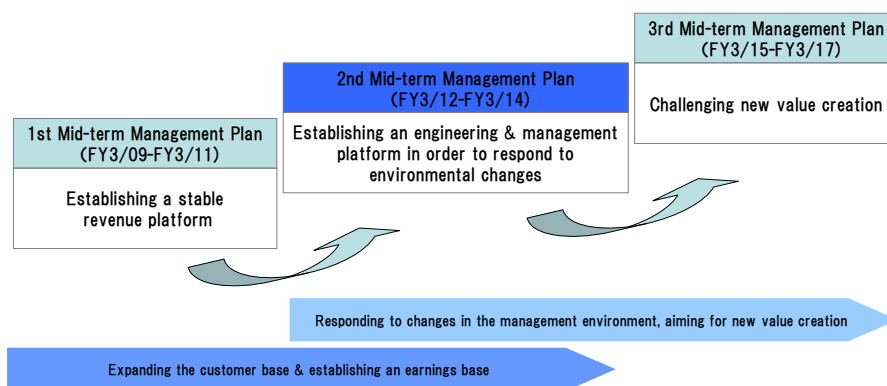 1st Mid-term Management Plan
(FY3/09-FY3/11)
Establishing a stable
revenue platform
2nd Mid-term Management Plan
(FY3/12-FY3/14)
Establishing an engineering & management
platform in order to respond to
environmental changes
3rd Mid-term Management Plan
(FY3/15-FY3/17)
Challenging new value creation
Responding to changes in the management environment, aiming for new value creation
Expanding the customer base & establishing an earnings base